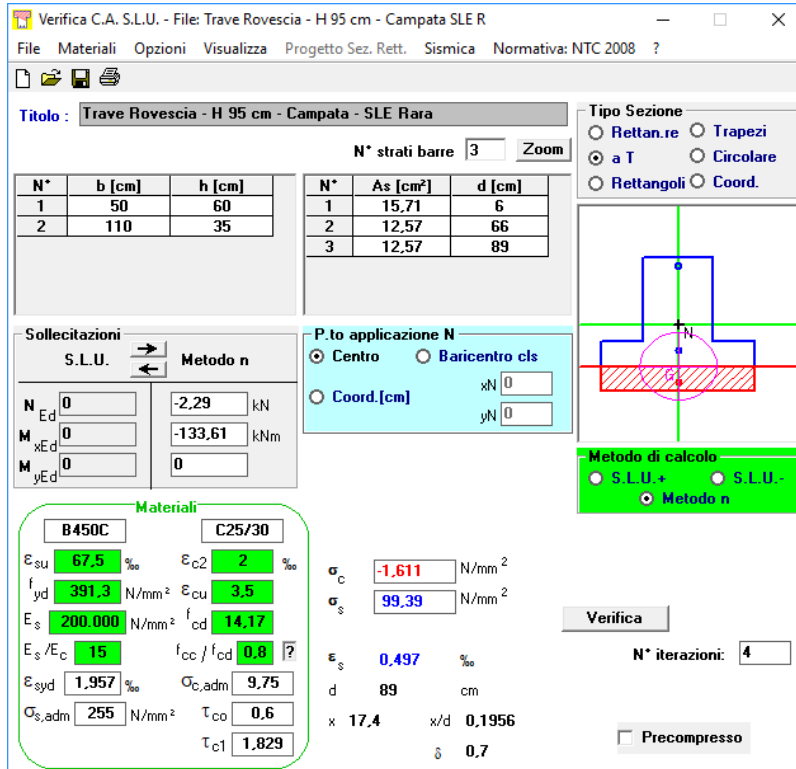 Verifica C.A. S.L.U. - File: Trave Rovescia - H 95 cm - Campata SLE R
File Materiali Opzioni Visualizza Progetto Sez. Rett. Sismica Normativa: NTC 2008 ?
Titolo : Trave Rovescia - H 95 cm - Campata - SLE Rara
N* strati barre 3 Zoom
N* b [cm] h [cm]
1 50 60
2 110 35
N* As [cm²] d [cm]
1 15,71 6
2 12,57 66
3 12,57 89
Tipo Sezione
Rettan.re Trapezi
a T Circolare
Rettangoli Coord.
N
G
Sollecitazioni
S.L.U. Metodo n
N Ed 0 -2,29 kN
M xEd 0 -133,61 kNm
M yEd 0 0
P.to applicazione N
Centro Baricentro cls
Coord.[cm] xN 0
yN 0
Metodo di calcolo
S.L.U.+ S.L.U.-
Metodo n
Materiali
B450C C25/30
εsu 67,5 ‰ εc2 2 ‰
fyd 391,3 N/mm² εcu 3,5
Es 200.000 N/mm² fcd 14,17
Es /Ec 15 fcc / fcd 0,8 ?
εsyd 1,957 ‰ σc,adm 9,75
σs,adm 255 N/mm² τco 0,6
τc1 1,829
σc -1,611 N/mm²
σs 99,39 N/mm²
εs 0,497 ‰
d 89 cm
x 17,4 x/d 0,1956
δ 0,7
Verifica
N* iterazioni: 4
Precompresso